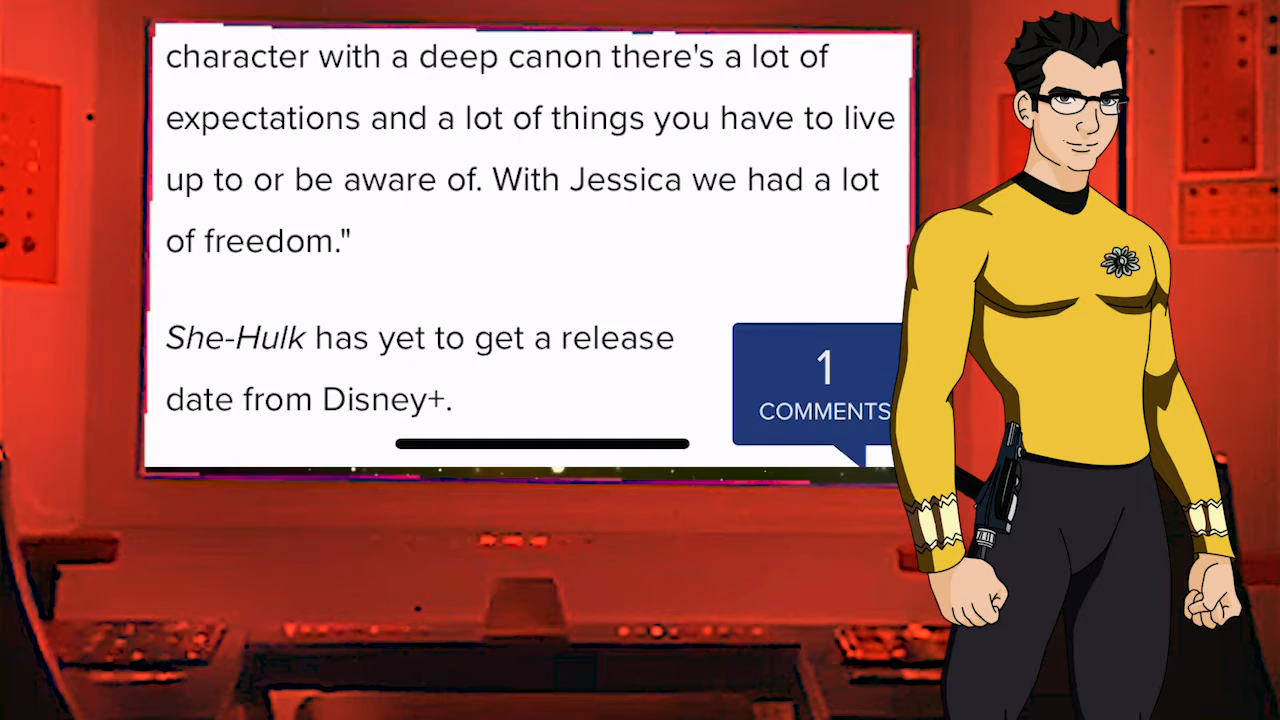 character with a deep canon there's a lot of
expectations and a lot of things you have to live
up to or be aware of. With Jessica we had a lot
of freedom."
She-Hulk has yet to get a release
date from Disney+.
1
COMMENTS